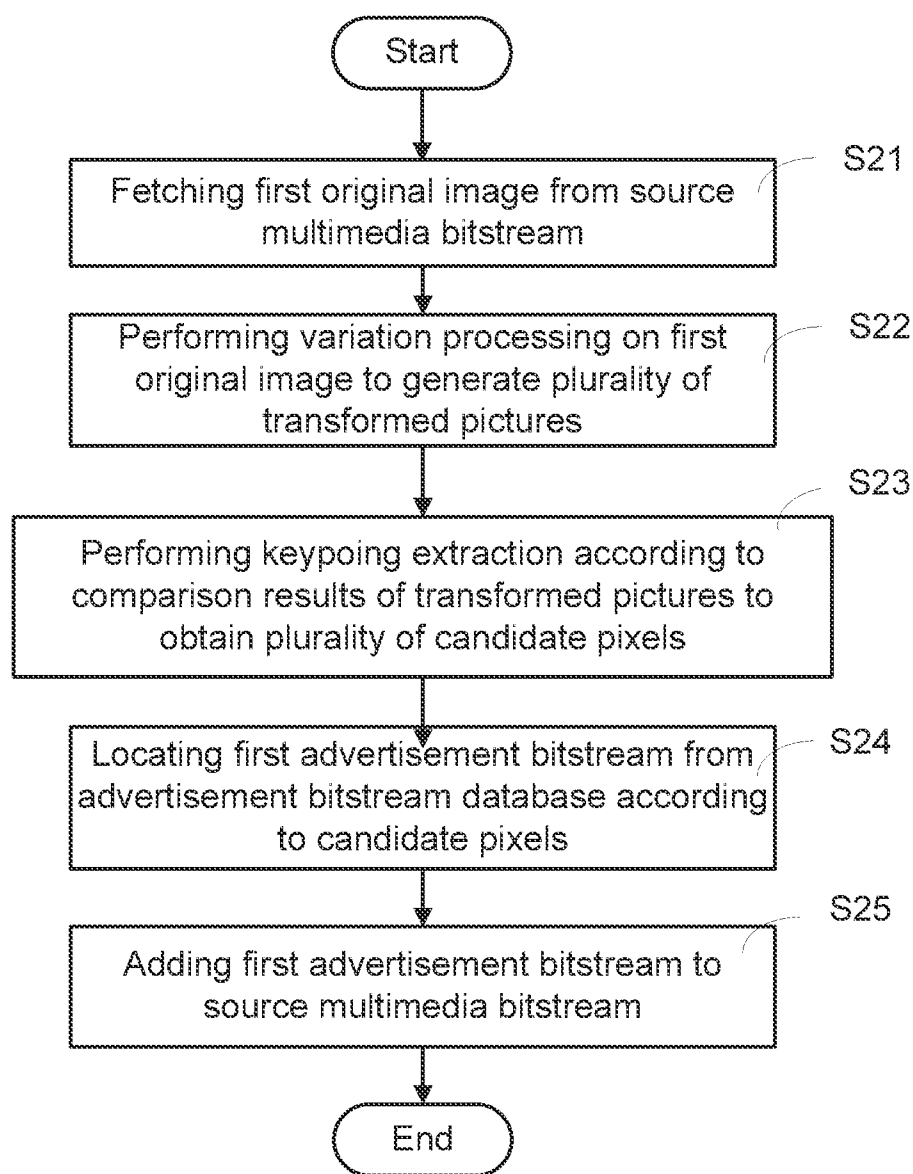 Start
S21
Fetching first original image from source
multimedia bitstream
S22
Performing variation processing on first
original image to generate plurality of
transformed pictures
S23
Performing keypoing extraction according to
comparison results of transformed pictures to
obtain plurality of candidate pixels
S24
Locating first advertisement bitstream from
advertisement bitstream database according
to candidate pixels
S25
Adding first advertisement bitstream to
source multimedia bitstream
End